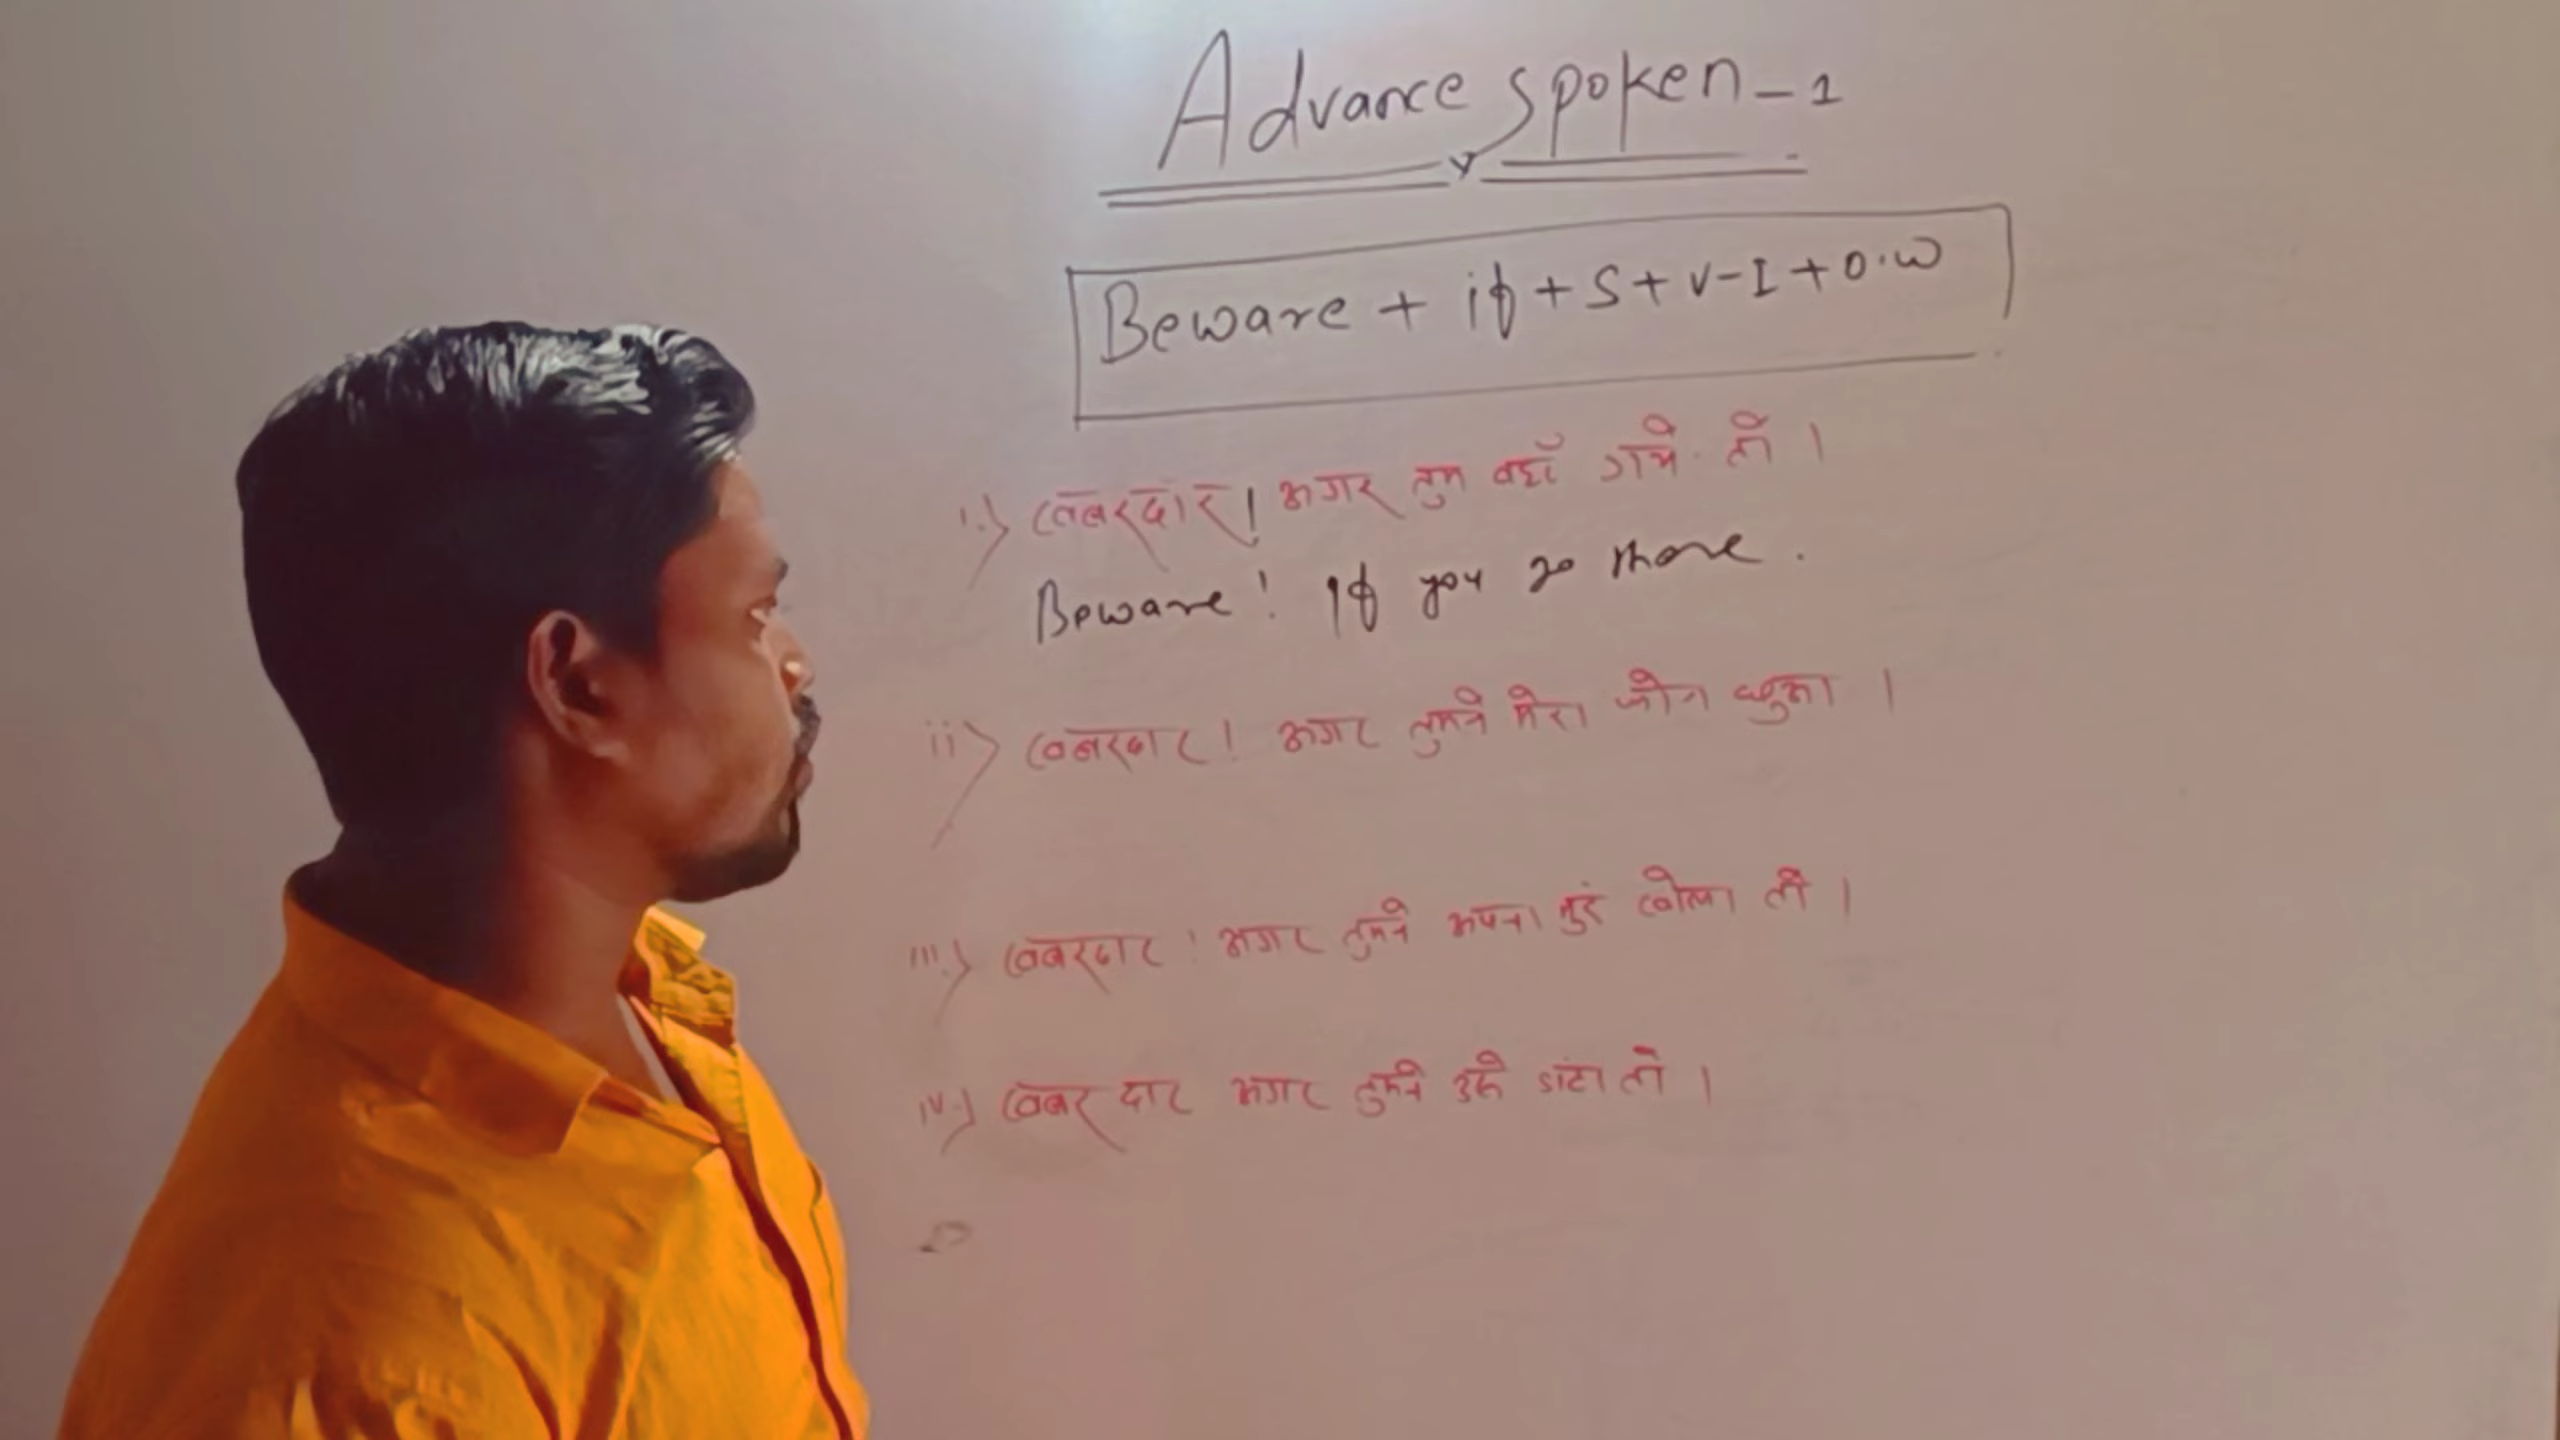 Advance spoken - 1
Beware + if + S + V-I + O.W
i.) खबरदार! अगर तुम वहाँ गये तो ।
Beware! If you go there.
ii) खबरदार! अगर तुमने मेरा फोन छुआ ।
iii.) खबरदार! अगर तुमने अपना मुंह खोला तो ।
iv.) खबरदार अगर तुमने उसे डांटा तो ।